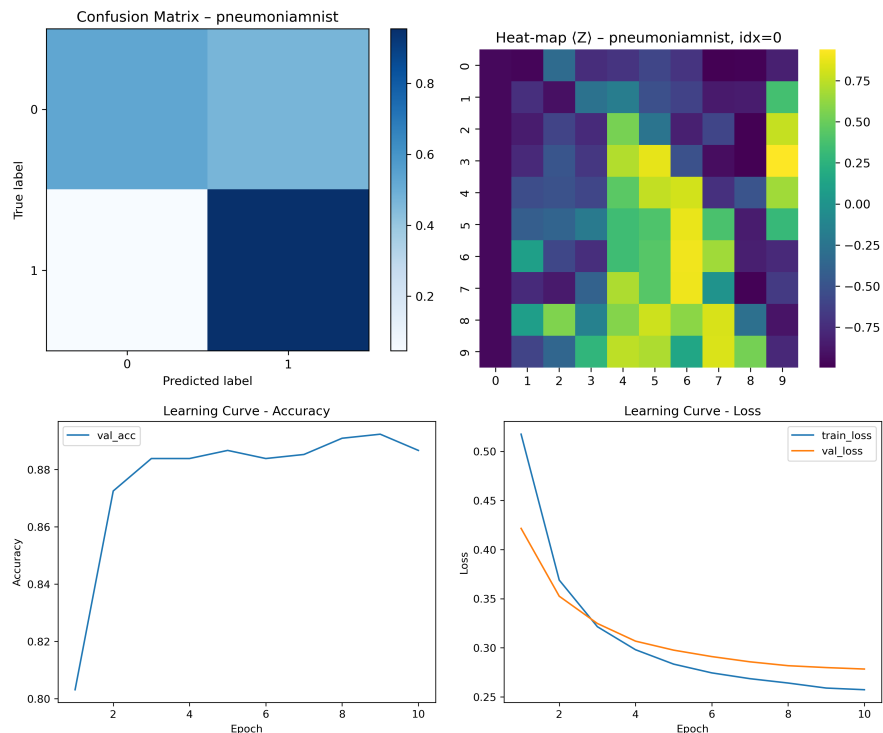 Confusion Matrix – pneumoniamnist
True label
0
1
0 1
Predicted label
0.8
0.6
0.4
0.2
Heat-map ⟨Z⟩ – pneumoniamnist, idx=0
0
1
2
3
4
5
6
7
8
9
0 1 2 3 4 5 6 7 8 9
0.75
0.50
0.25
0.00
−0.25
−0.50
−0.75
Learning Curve - Accuracy
val_acc
Accuracy
0.88
0.86
0.84
0.82
0.80
2 4 6 8 10
Epoch
Learning Curve - Loss
train_loss
val_loss
Loss
0.50
0.45
0.40
0.35
0.30
0.25
2 4 6 8 10
Epoch